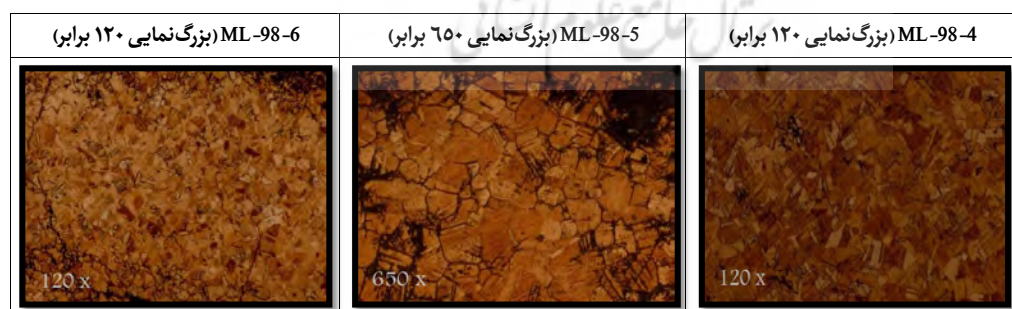 ML-98-4 (بزرگ‌نمایی ۱۲۰ برابر)
ML-98-5 (بزرگ‌نمایی ٦٥٠ برابر)
ML-98-6 (بزرگ‌نمایی ۱۲۰ برابر)
120 x
650 x
120 x